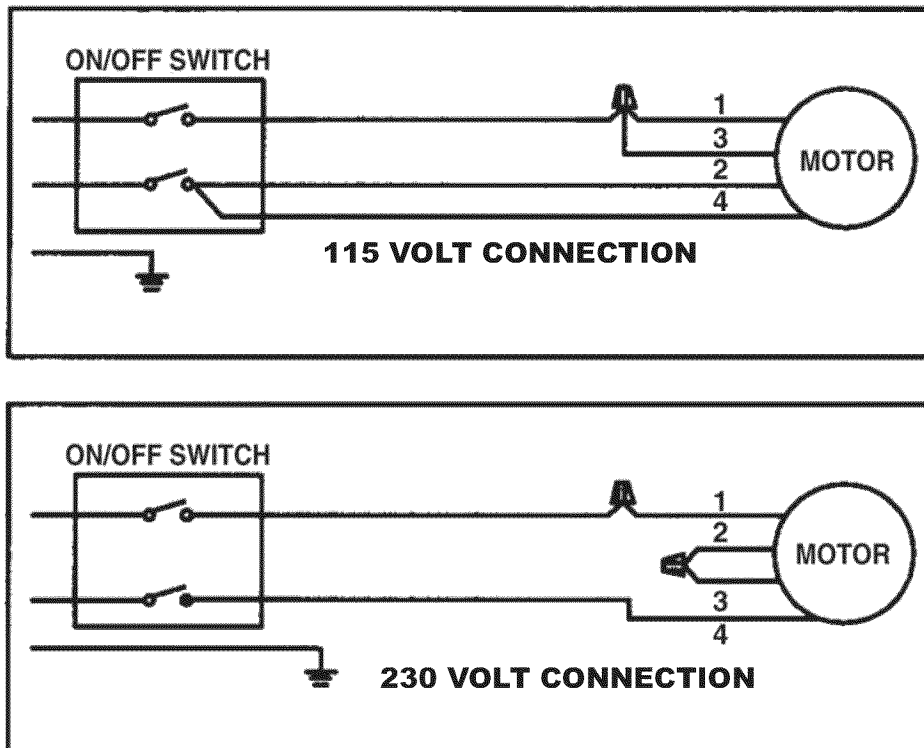 ON/OFF SWITCH
1
3
MOTOR
2
4
115 VOLT CONNECTION
ON/OFF SWITCH
1
2
MOTOR
3
4
230 VOLT CONNECTION